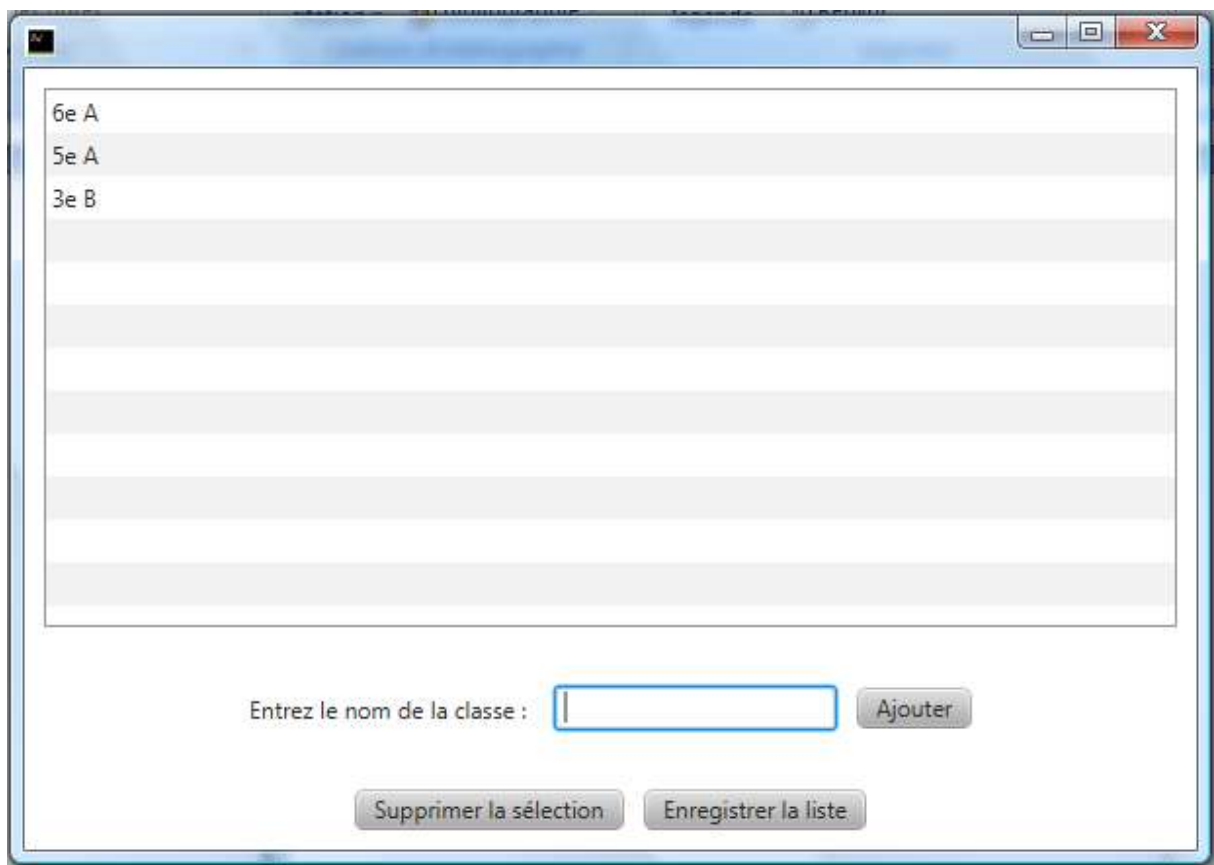 6e A
5e A
3e B
Entrez le nom de la classe :
Ajouter
Supprimer la sélection
Enregistrer la liste